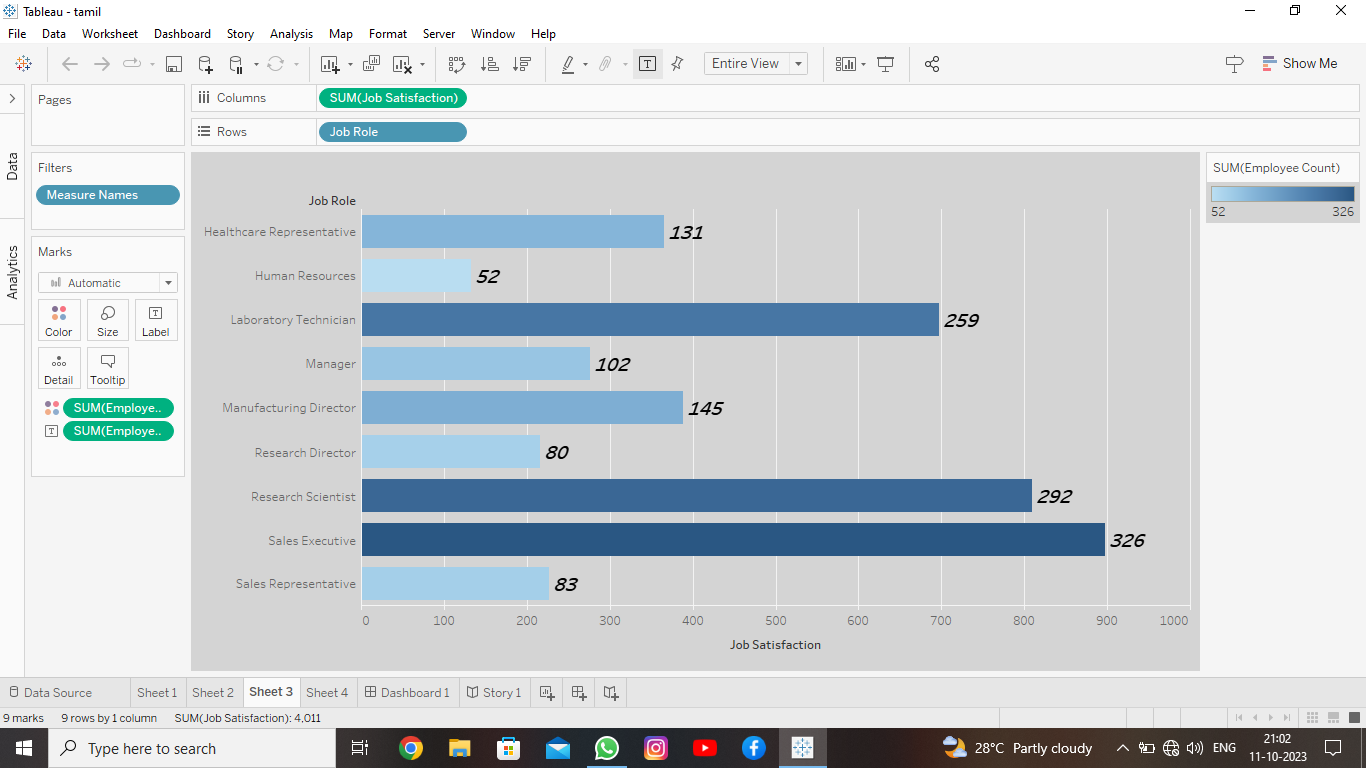 Tableau - tamil
File Data Worksheet Dashboard Story Analysis Map Format Server Window Help
Entire View
Show Me
Pages
Columns SUM(Job Satisfaction)
Rows Job Role
Data
Analytics
Filters
Measure Names
Marks
Automatic
Color Size Label
Detail Tooltip
SUM(Employe..
SUM(Employe..
Job Role
Healthcare Representative 131
Human Resources 52
Laboratory Technician 259
Manager 102
Manufacturing Director 145
Research Director 80
Research Scientist 292
Sales Executive 326
Sales Representative 83
0 100 200 300 400 500 600 700 800 900 1000
Job Satisfaction
SUM(Employee Count)
52 326
Data Source Sheet 1 Sheet 2 Sheet 3 Sheet 4 Dashboard 1 Story 1
9 marks 9 rows by 1 column SUM(Job Satisfaction): 4,011
Type here to search
28°C Partly cloudy
ENG
21:02
11-10-2023